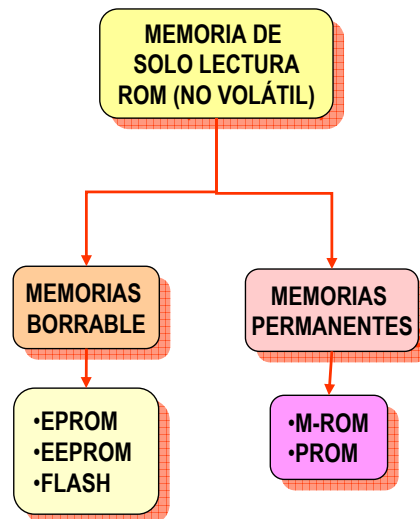 MEMORIA DE
SOLO LECTURA
ROM (NO VOLÁTIL)
MEMORIAS
BORRABLE
MEMORIAS
PERMANENTES
•EPROM
•EEPROM
•FLASH
•M-ROM
•PROM